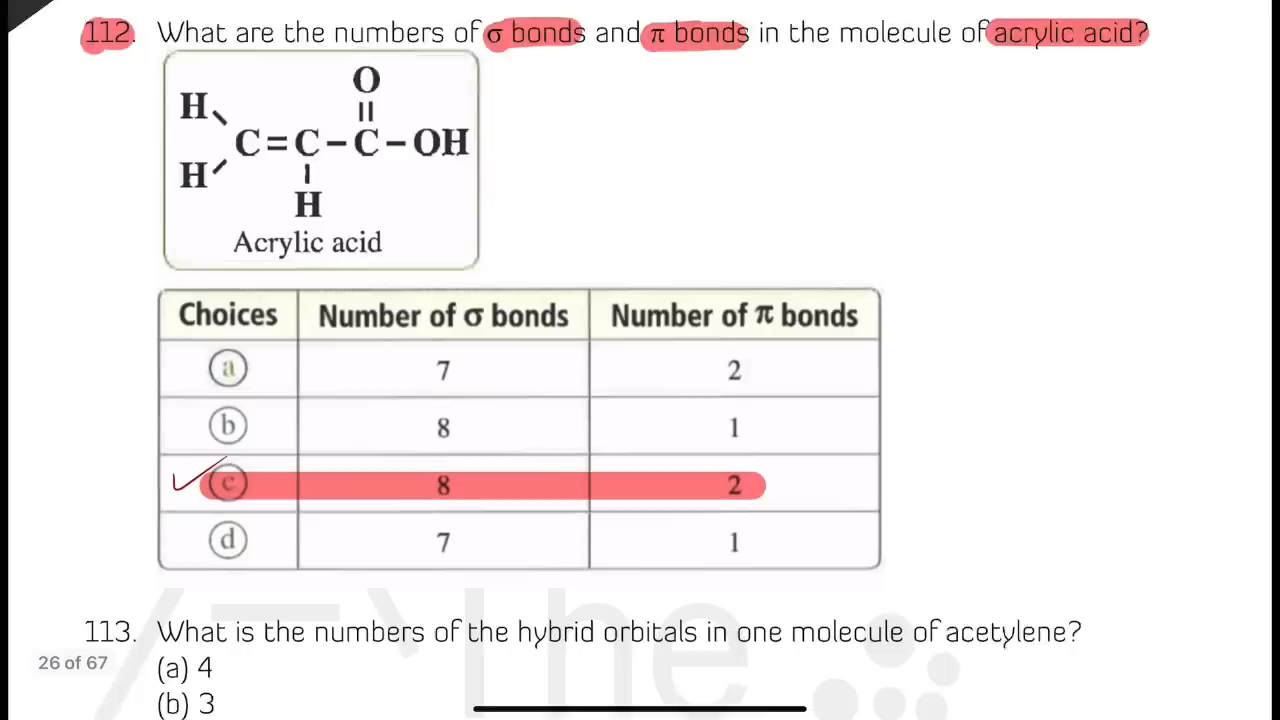 112. What are the numbers of σ bonds and π bonds in the molecule of acrylic acid?
O
H
C=C–C–OH
H
H
Acrylic acid
Choices Number of σ bonds Number of π bonds
a 7 2
b 8 1
c 8 2
d 7 1
The
113. What is the numbers of the hybrid orbitals in one molecule of acetylene?
26 of 67
(a) 4
(b) 3